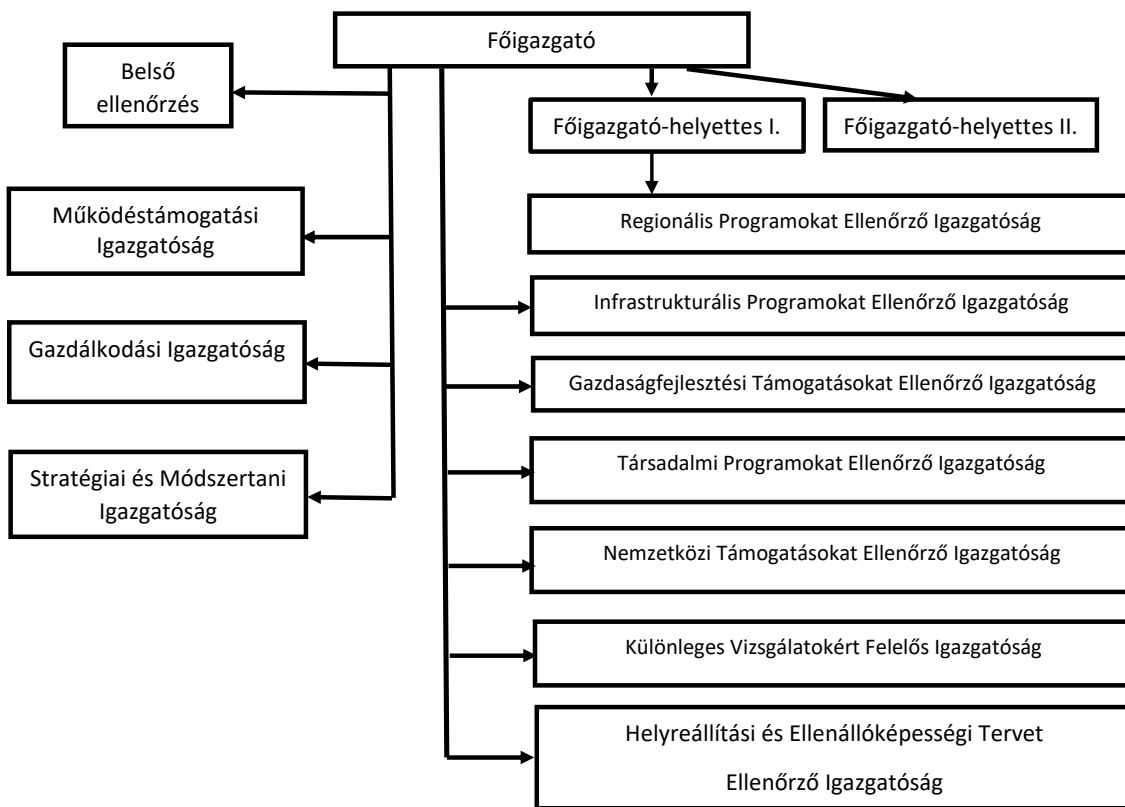 Főigazgató
Belső
ellenőrzés
Főigazgató-helyettes I.
Főigazgató-helyettes II.
Működéstámogatási
Igazgatóság
Regionális Programokat Ellenőrző Igazgatóság
Infrastrukturális Programokat Ellenőrző Igazgatóság
Gazdálkodási Igazgatóság
Gazdaságfejlesztési Támogatásokat Ellenőrző Igazgatóság
Társadalmi Programokat Ellenőrző Igazgatóság
Stratégiai és Módszertani
Igazgatóság
Nemzetközi Támogatásokat Ellenőrző Igazgatóság
Különleges Vizsgálatokért Felelős Igazgatóság
Helyreállítási és Ellenállóképességi Tervet
Ellenőrző Igazgatóság